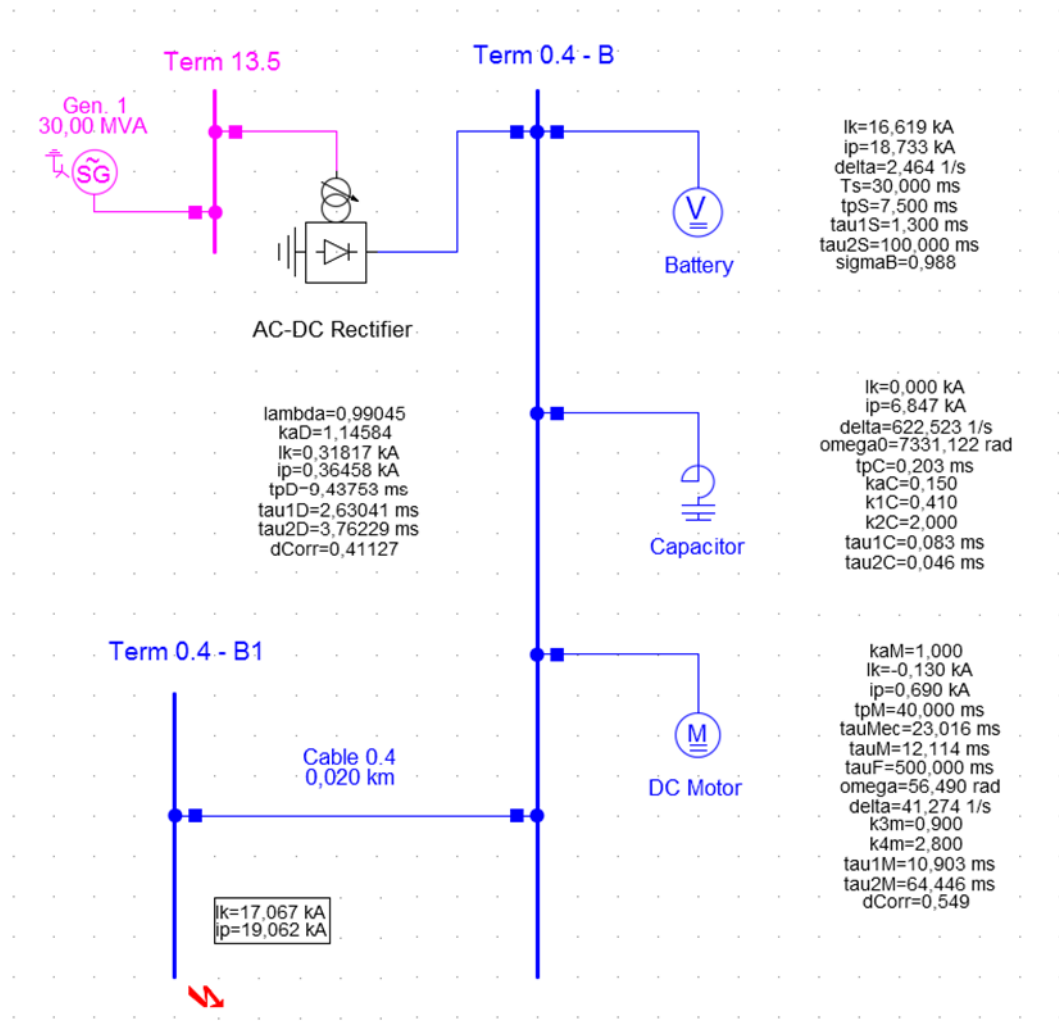 Term 13.5
Term 0.4 - B
Gen. 1
30,00 MVA
SG
V
Battery
Ik=16,619 kA
ip=18,733 kA
delta=2,464 1/s
Ts=30,000 ms
tpS=7,500 ms
tau1S=1,300 ms
tau2S=100,000 ms
sigmaB=0,988
AC-DC Rectifier
lambda=0,99045
kaD=1,14584
Ik=0,31817 kA
ip=0,36458 kA
tpD=9,43753 ms
tau1D=2,63041 ms
tau2D=3,76229 ms
dCorr=0,41127
Capacitor
Ik=0,000 kA
ip=6,847 kA
delta=622,523 1/s
omega0=7331,122 rad
tpC=0,203 ms
kaC=0,150
k1C=0,410
k2C=2,000
tau1C=0,083 ms
tau2C=0,046 ms
Term 0.4 - B1
Cable 0.4
0,020 km
M
DC Motor
kaM=1,000
Ik=-0,130 kA
ip=0,690 kA
tpM=40,000 ms
tauMec=23,016 ms
tauM=12,114 ms
tauF=500,000 ms
omega=56,490 rad
delta=41,274 1/s
k3m=0,900
k4m=2,800
tau1M=10,903 ms
tau2M=64,446 ms
dCorr=0,549
Ik=17,067 kA
ip=19,062 kA